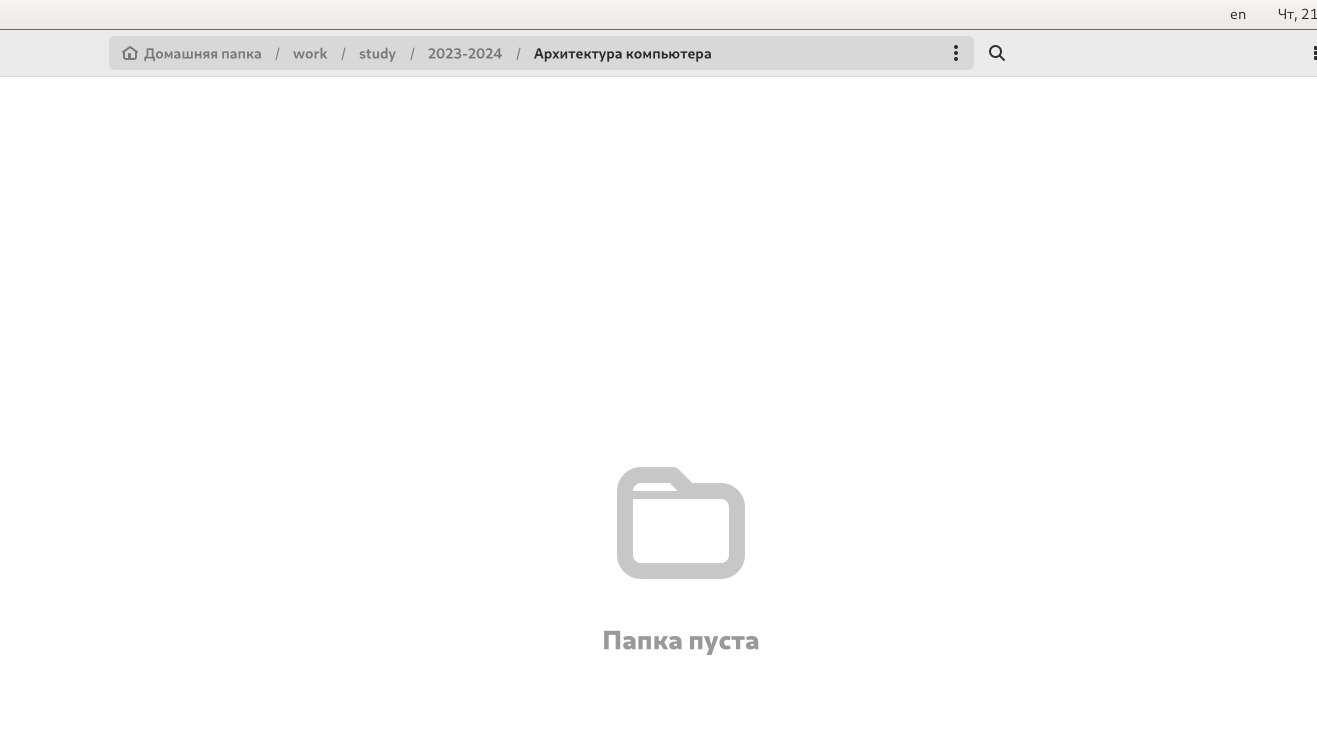 en Чт, 21
Домашняя папка / work / study / 2023-2024 / Архитектура компьютера
Папка пуста